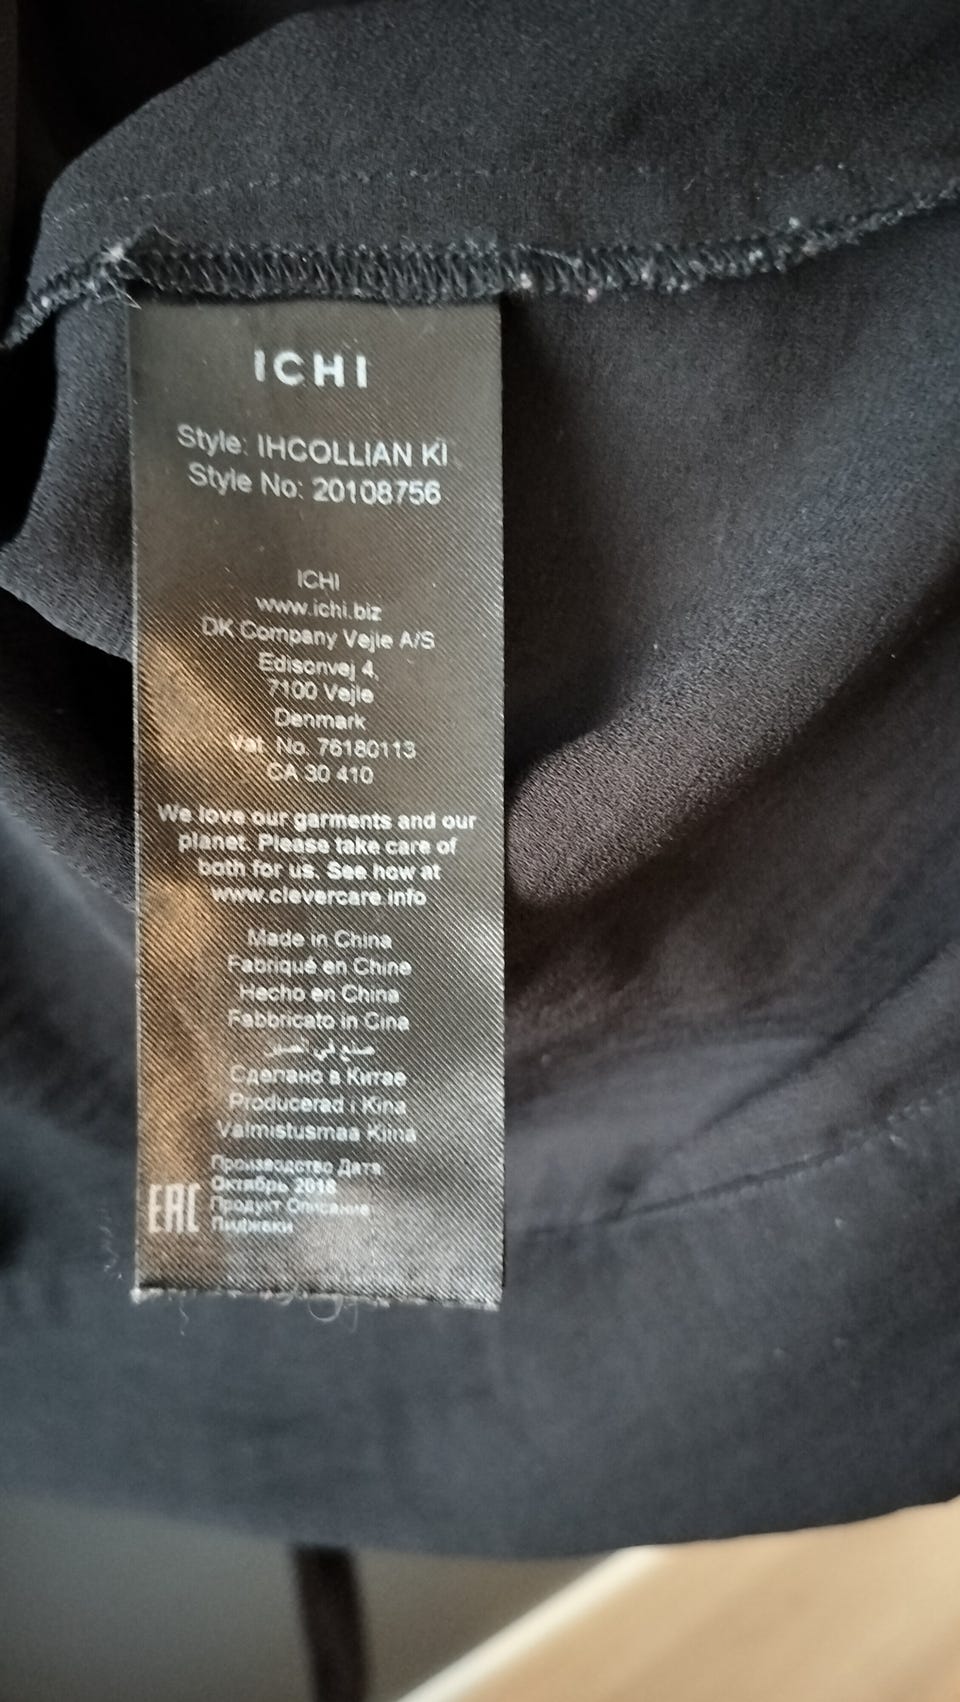 ICHI
Style: IHCOLLIAN KI
Style No: 20108756
ICHI
www.ichi.biz
DK Company Vejle A/S
Edisonvej 4,
7100 Vejle
Denmark
Vat. No. 76180113
CA 30 410
We love our garments and our
planet. Please take care of
both for us. See how at
www.clevercare.info
Made in China
Fabriqué en Chine
Hecho en China
Fabbricato in Cina
صنع في الصين
Сделано в Китае
Producerad i Kina
Valmistusmaa Kiina
Производство Дата
Октябрь 2018
Продукт Описание
Пиджаки
EAC